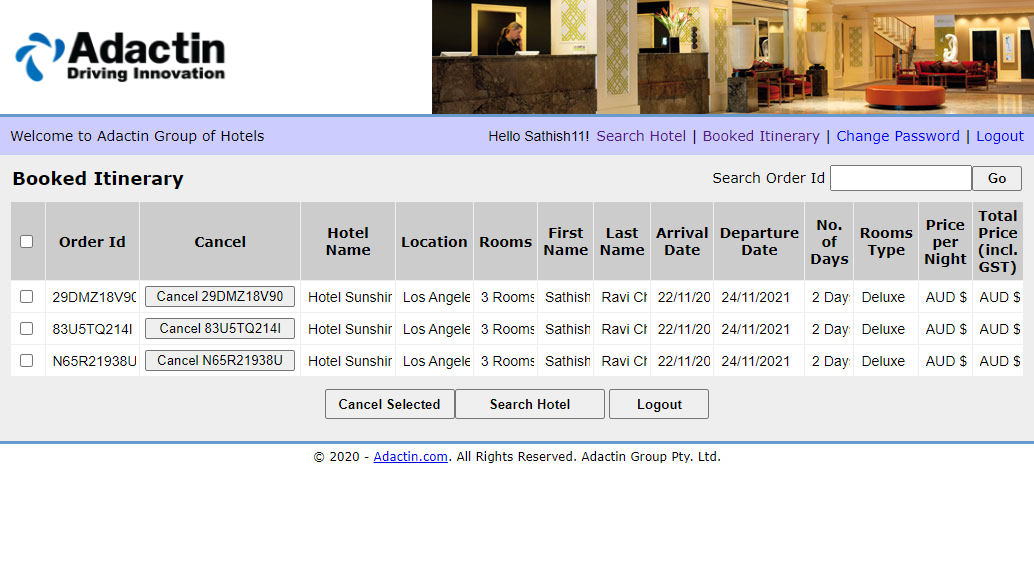 Adactin
Driving Innovation
Welcome to Adactin Group of Hotels
Hello Sathish11! Search Hotel | Booked Itinerary | Change Password | Logout
Booked Itinerary
Search Order Id Go
Order Id Cancel Hotel Name Location Rooms First Name Last Name Arrival Date Departure Date No. of Days Rooms Type Price per Night Total Price (incl. GST)
29DMZ18V90 Cancel 29DMZ18V90 Hotel Sunshin Los Angele 3 Rooms Sathish Ravi Ch 22/11/20 24/11/2021 2 Day Deluxe AUD $ AUD $
83U5TQ214I Cancel 83U5TQ214I Hotel Sunshin Los Angele 3 Rooms Sathish Ravi Ch 22/11/20 24/11/2021 2 Day Deluxe AUD $ AUD $
N65R21938U Cancel N65R21938U Hotel Sunshin Los Angele 3 Rooms Sathish Ravi Ch 22/11/20 24/11/2021 2 Day Deluxe AUD $ AUD $
Cancel Selected Search Hotel Logout
© 2020 - Adactin.com. All Rights Reserved. Adactin Group Pty. Ltd.